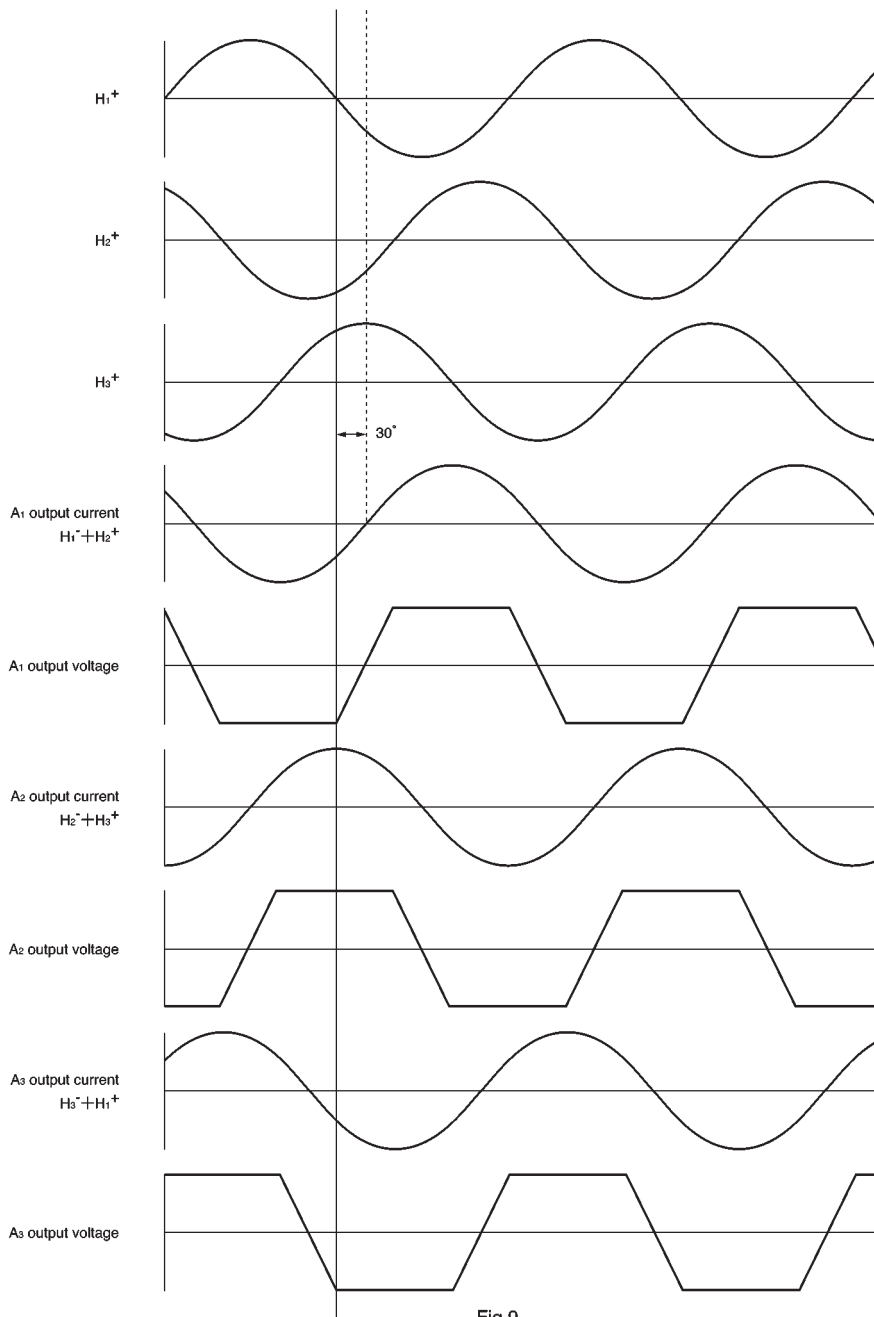 H₁⁺
H₂⁺
H₃⁺
30°
A₁ output current
H₁⁻+H₂⁺
A₁ output voltage
A₂ output current
H₂⁻+H₃⁺
A₂ output voltage
A₃ output current
H₃⁻+H₁⁺
A₃ output voltage